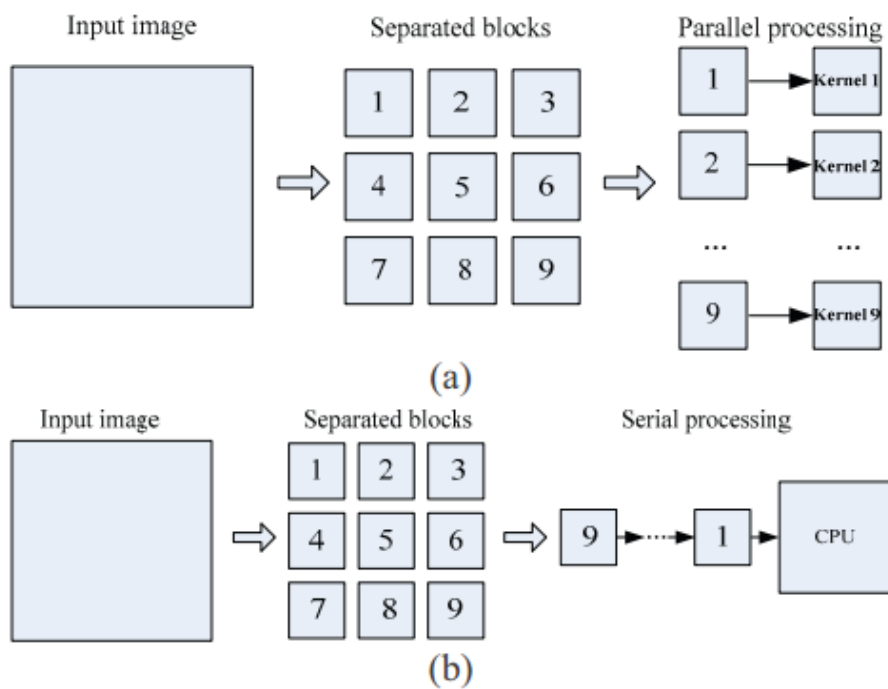 Input image
Separated blocks
Parallel processing
1 2 3
4 5 6
7 8 9
1 Kernel 1
2 Kernel 2
... ...
9 Kernel 9
(a)
Input image
Separated blocks
Serial processing
1 2 3
4 5 6
7 8 9
9 1 CPU
(b)